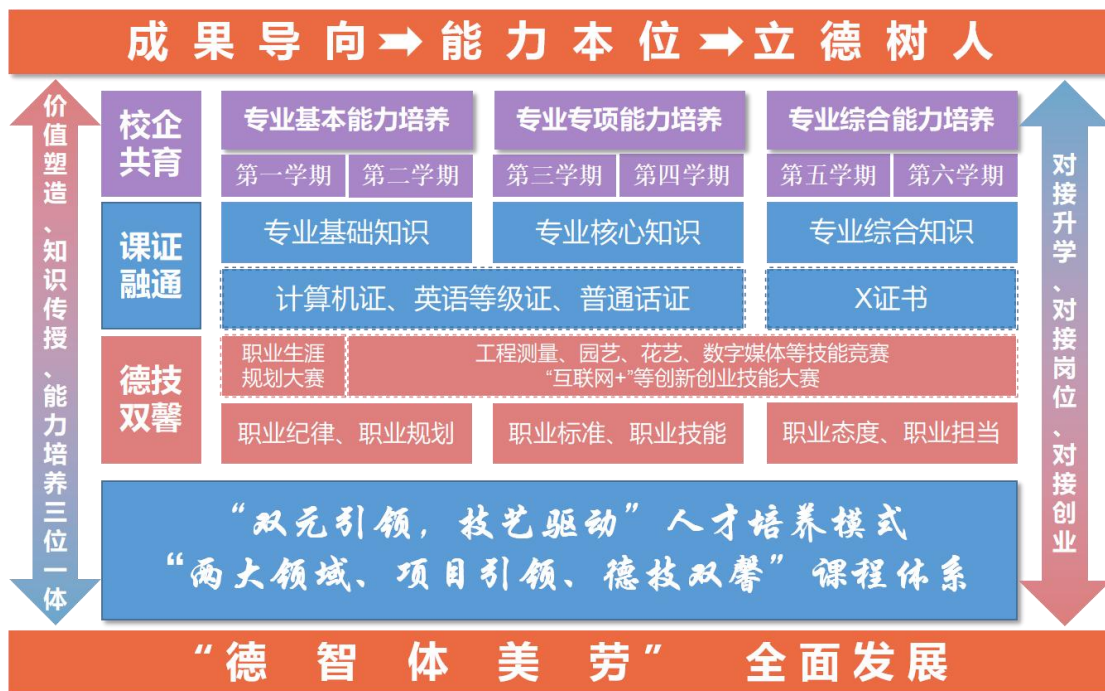 成果导向➡能力本位➡立德树人
价值塑造、知识传授、能力培养三位一体
校企
共育
专业基本能力培养
专业专项能力培养
专业综合能力培养
第一学期
第二学期
第三学期
第四学期
第五学期
第六学期
课证
融通
专业基础知识
专业核心知识
专业综合知识
计算机证、英语等级证、普通话证
X证书
德技
双馨
职业生涯
规划大赛
工程测量、园艺、花艺、数字媒体等技能竞赛
“互联网+”等创新创业技能大赛
职业纪律、职业规划
职业标准、职业技能
职业态度、职业担当
对接升学、对接岗位、对接创业
“双元引领，技艺驱动”人才培养模式
“两大领域、项目引领、德技双馨”课程体系
“德智体美劳” 全面发展